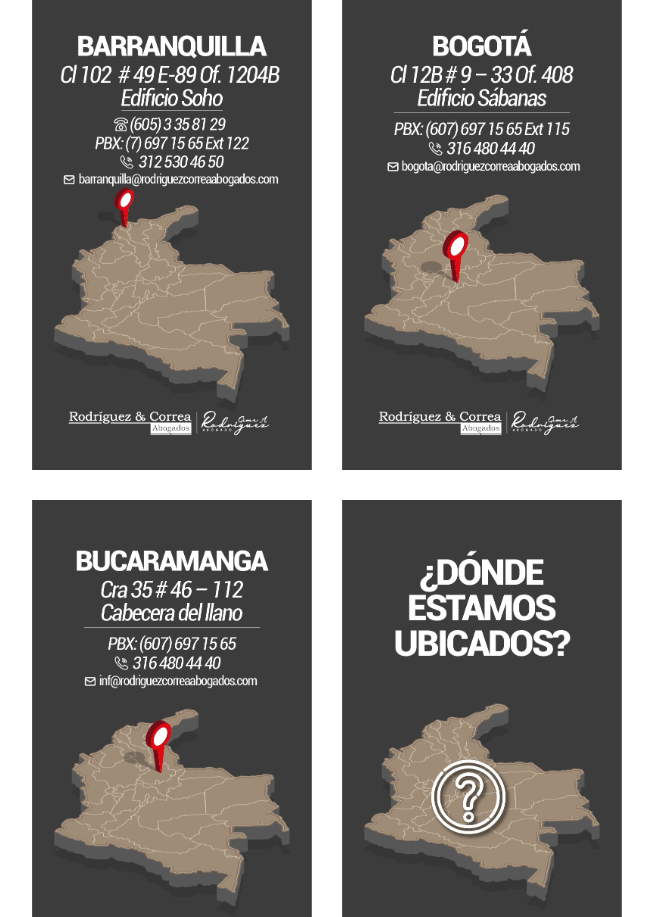 BARRANQUILLA
Cl 102 # 49 E-89 Of. 1204B
Edificio Soho
(605) 3 35 81 29
PBX: (7) 697 15 65 Ext 122
312 530 46 50
barranquilla@rodriguezcorreaabogados.com
Rodríguez & Correa
Abogados
Rodríguez
ABOGADO
BOGOTÁ
Cl 12B # 9 – 33 Of. 408
Edificio Sábanas
PBX: (607) 697 15 65 Ext 115
316 480 44 40
bogota@rodriguezcorreaabogados.com
Rodríguez & Correa
Abogados
Rodríguez
ABOGADO
BUCARAMANGA
Cra 35 # 46 – 112
Cabecera del llano
PBX: (607) 697 15 65
316 480 44 40
inf@rodriguezcorreaabogados.com
¿DÓNDE
ESTAMOS
UBICADOS?
?